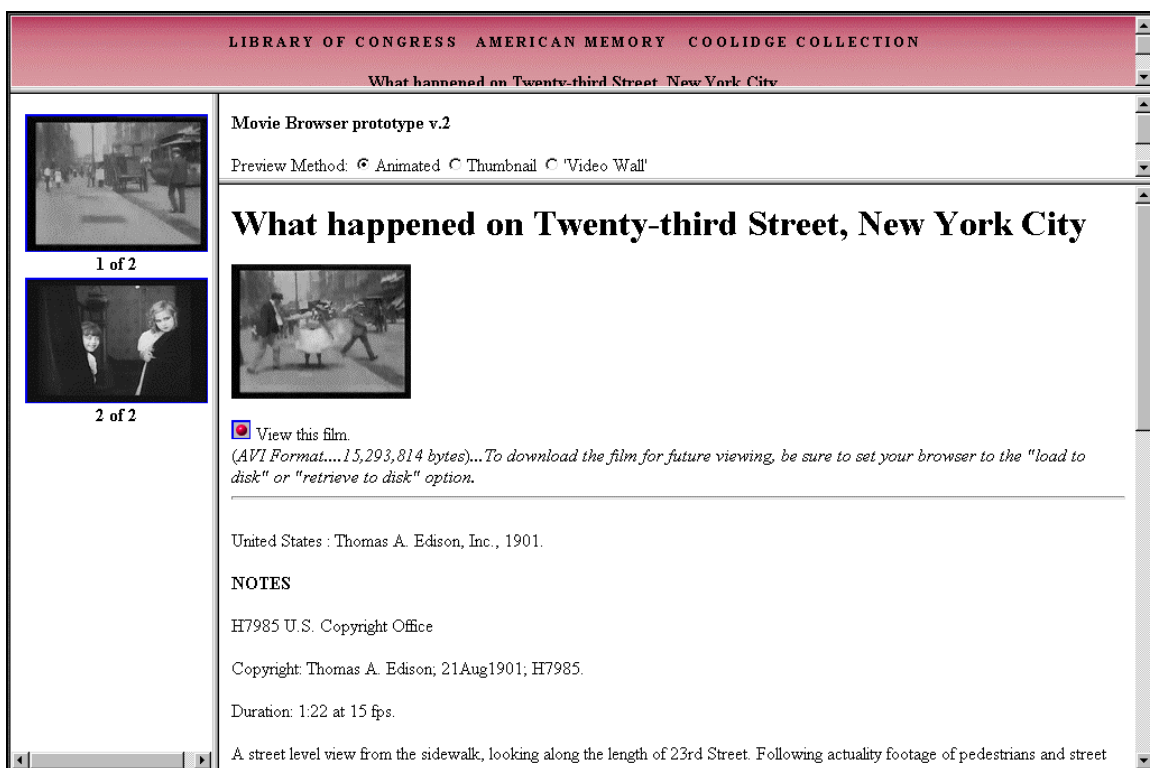 LIBRARY OF CONGRESS AMERICAN MEMORY COOLIDGE COLLECTION
What happened on Twenty-third Street, New York City
1 of 2
2 of 2
Movie Browser prototype v.2
Preview Method: Animated Thumbnail 'Video Wall'
What happened on Twenty-third Street, New York City
View this film.
(AVI Format....15,293,814 bytes)...To download the film for future viewing, be sure to set your browser to the "load to
disk" or "retrieve to disk" option.
United States : Thomas A. Edison, Inc., 1901.
NOTES
H7985 U.S. Copyright Office
Copyright: Thomas A. Edison; 21Aug1901; H7985.
Duration: 1:22 at 15 fps.
A street level view from the sidewalk, looking along the length of 23rd Street. Following actuality footage of pedestrians and street